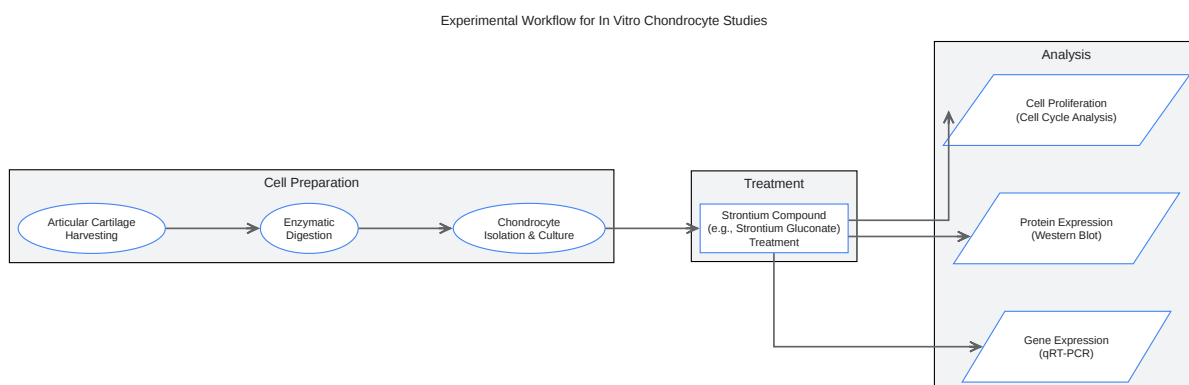 Experimental Workflow for In Vitro Chondrocyte Studies
Cell Preparation
Articular Cartilage
Harvesting
Enzymatic
Digestion
Chondrocyte
Isolation & Culture
Treatment
Strontium Compound
(e.g., Strontium Gluconate)
Treatment
Analysis
Cell Proliferation
(Cell Cycle Analysis)
Protein Expression
(Western Blot)
Gene Expression
(qRT-PCR)